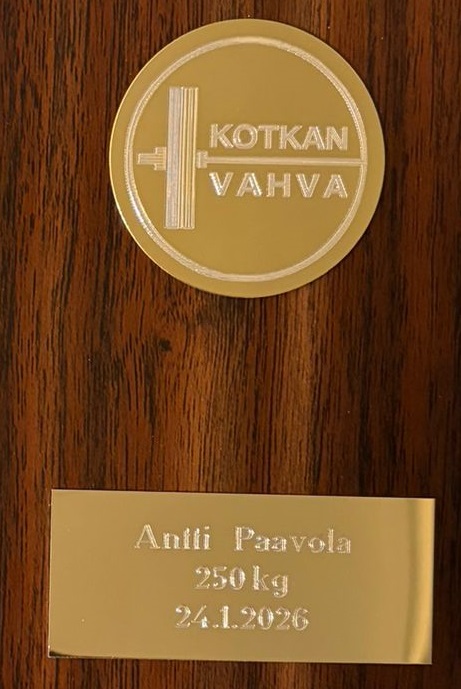 KOTKAN
VAHVA
Antti Paavola
250 kg
24.1.2026